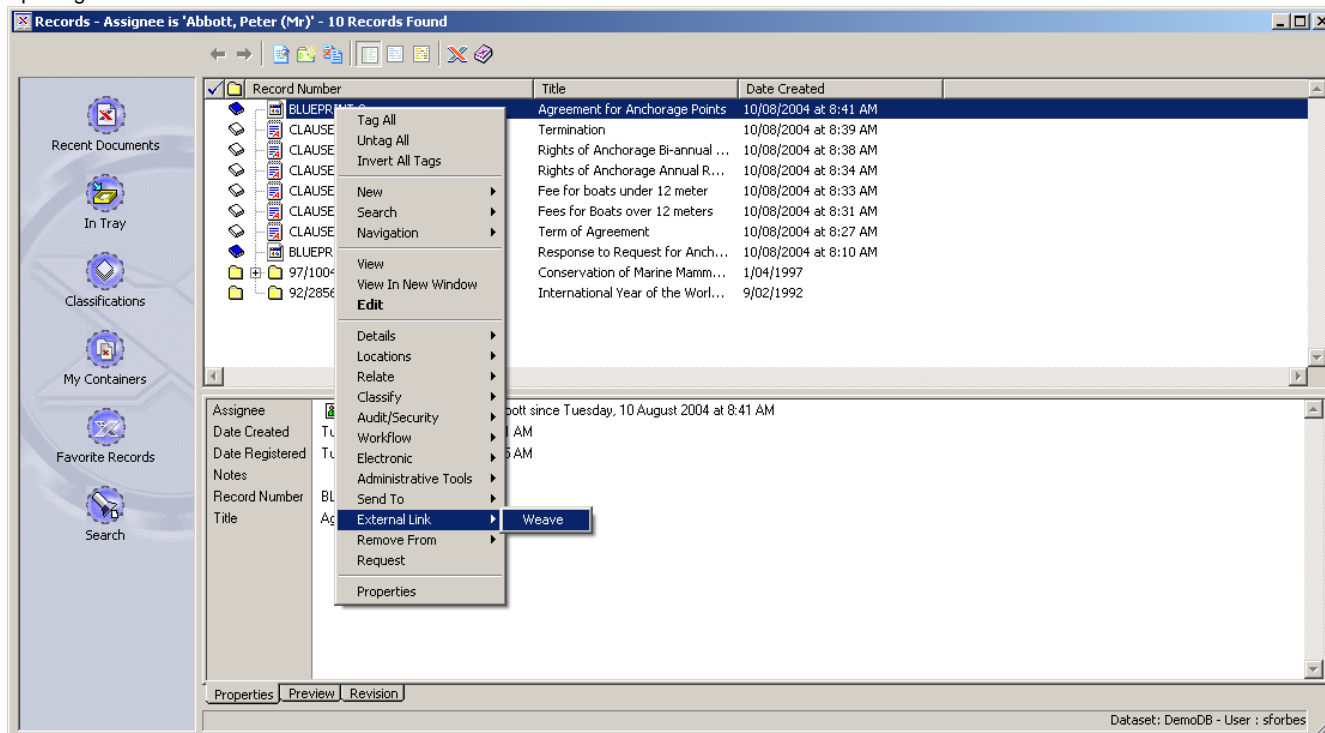 Records - Assignee is 'Abbott, Peter (Mr)' - 10 Records Found
Record Number Title Date Created
BLUEPRINT Agreement for Anchorage Points 10/08/2004 at 8:41 AM
CLAUSE Termination 10/08/2004 at 8:39 AM
CLAUSE Rights of Anchorage Bi-annual ... 10/08/2004 at 8:38 AM
CLAUSE Rights of Anchorage Annual R... 10/08/2004 at 8:34 AM
CLAUSE Fee for boats under 12 meter 10/08/2004 at 8:33 AM
CLAUSE Fees for Boats over 12 meters 10/08/2004 at 8:31 AM
CLAUSE Term of Agreement 10/08/2004 at 8:27 AM
BLUEPR Response to Request for Anch... 10/08/2004 at 8:10 AM
97/1004 Conservation of Marine Mamm... 1/04/1997
92/2856 International Year of the Worl... 9/02/1992
Recent Documents
In Tray
Classifications
My Containers
Favorite Records
Search
Tag All
Untag All
Invert All Tags
New
Search
Navigation
View
View In New Window
Edit
Details
Locations
Relate
Classify
Audit/Security
Workflow
Electronic
Administrative Tools
Send To
External Link
Weave
Remove From
Request
Properties
Assignee bott since Tuesday, 10 August 2004 at 8:41 AM
Date Created Tu AM
Date Registered Tu AM
Notes
Record Number BL
Title Ag
Properties Preview Revision
Dataset: DemoDB - User : sforbes